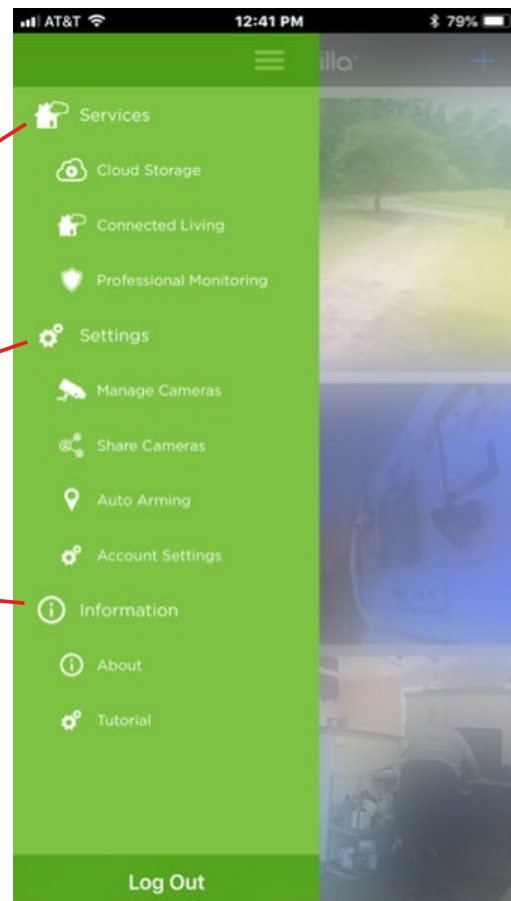 AT&T 12:41 PM 79%
illa
Services
Cloud Storage
Connected Living
Professional Monitoring
Settings
Manage Cameras
Share Cameras
Auto Arming
Account Settings
Information
About
Tutorial
Log Out